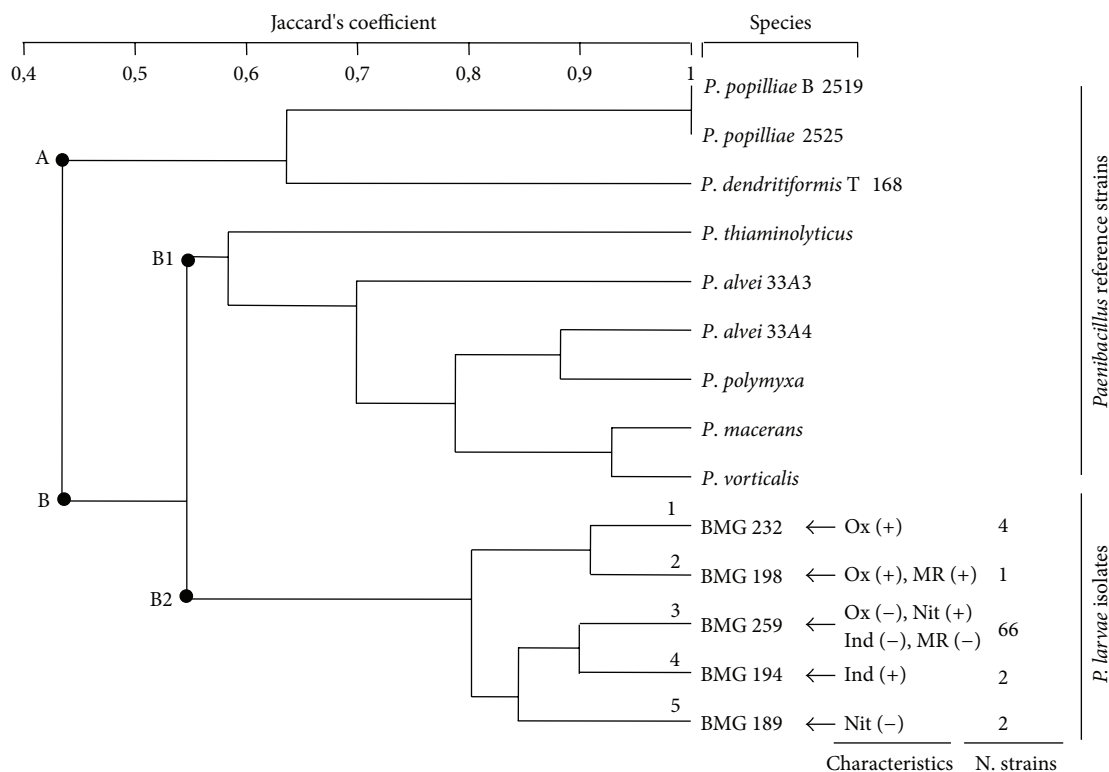 Jaccard's coefficient Species
0,4 0,5 0,6 0,7 0,8 0,9 1
P. popilliae B 2519
P. popilliae 2525
A
P. dendritiformis T 168
P. thiaminolyticus
B1
P. alvei 33A3
P. alvei 33A4
P. polymyxa
P. macerans
P. vorticalis
Paenibacillus reference strains
B
1
BMG 232 ← Ox (+) 4
2
BMG 198 ← Ox (+), MR (+) 1
B2
3
BMG 259 ← Ox (−), Nit (+)
Ind (−), MR (−) 66
4
BMG 194 ← Ind (+) 2
5
BMG 189 ← Nit (−) 2
P. larvae isolates
Characteristics N. strains